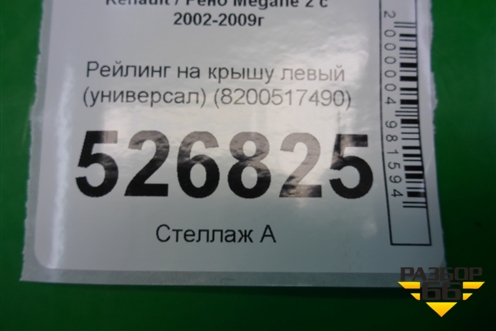 Renault / Рено Megane 2 с
2002-2009г
Рейлинг на крышу левый
(универсал) (8200517490)
526825
Стеллаж А
2000004981594
РАЗБОР
66